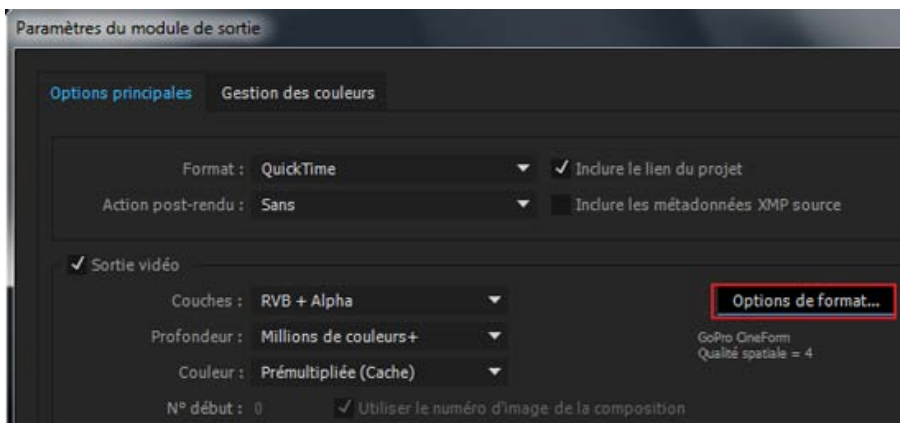 Paramètres du module de sortie
Options principales Gestion des couleurs
Format : QuickTime Inclure le lien du projet
Action post-rendu : Sans Inclure les métadonnées XMP source
Sortie vidéo
Couches : RVB + Alpha Options de format...
Profondeur : Millions de couleurs+ GoPro CineForm
Qualité spatiale = 4
Couleur : Prémultipliée (Cache)
N° début : 0 Utiliser le numéro d'image de la composition